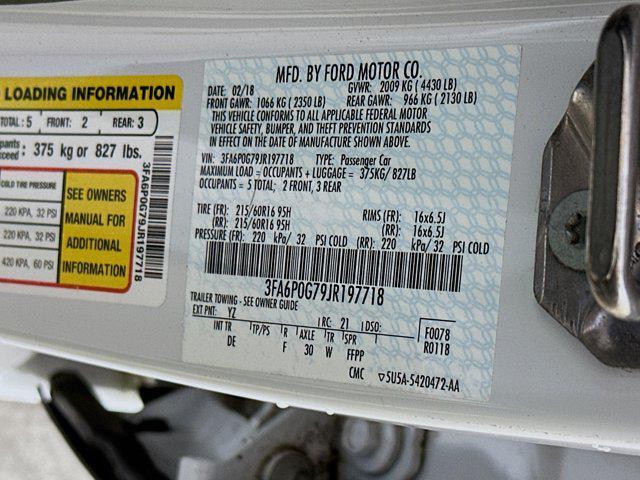 LOADING INFORMATION
TOTAL: 5 FRONT: 2 REAR: 3
375 kg or 827 lbs.
COLD TIRE PRESSURE
220 KPA, 32 PSI
220 KPA, 32 PSI
420 KPA, 60 PSI
SEE OWNERS
MANUAL FOR
ADDITIONAL
INFORMATION
3FA6P0G79JR197718
MFD. BY FORD MOTOR CO.
DATE: 02/18 GVWR: 2009 KG ( 4430 LB)
FRONT GAWR: 1066 KG ( 2350 LB) REAR GAWR: 966 KG ( 2130 LB)
THIS VEHICLE CONFORMS TO ALL APPLICABLE FEDERAL MOTOR
VEHICLE SAFETY, BUMPER, AND THEFT PREVENTION STANDARDS
IN EFFECT ON THE DATE OF MANUFACTURE SHOWN ABOVE.
VIN: 3FA6P0G79JR197718 TYPE: Passenger Car
MAXIMUM LOAD = OCCUPANTS + LUGGAGE = 375KG/ 827LB
OCCUPANTS = 5 TOTAL; 2 FRONT, 3 REAR
TIRE (FR): 215/60R16 95H RIMS (FR): 16x6.5J
(RR): 215/60R16 95H (RR): 16x6.5J
PRESSURE (FR): 220 kPa/ 32 PSI COLD (RR): 220 kPa/ 32 PSI COLD
3FA6P0G79JR197718
TRAILER TOWING - SEE OWNER GUIDE
EXT PNT: YZ RC: 21 DSO:
INT TR TP/PS R AXLE TR SPR F0078
DE F 30 W FFPP R0118
CMC ▽5U5A-5420472-AA